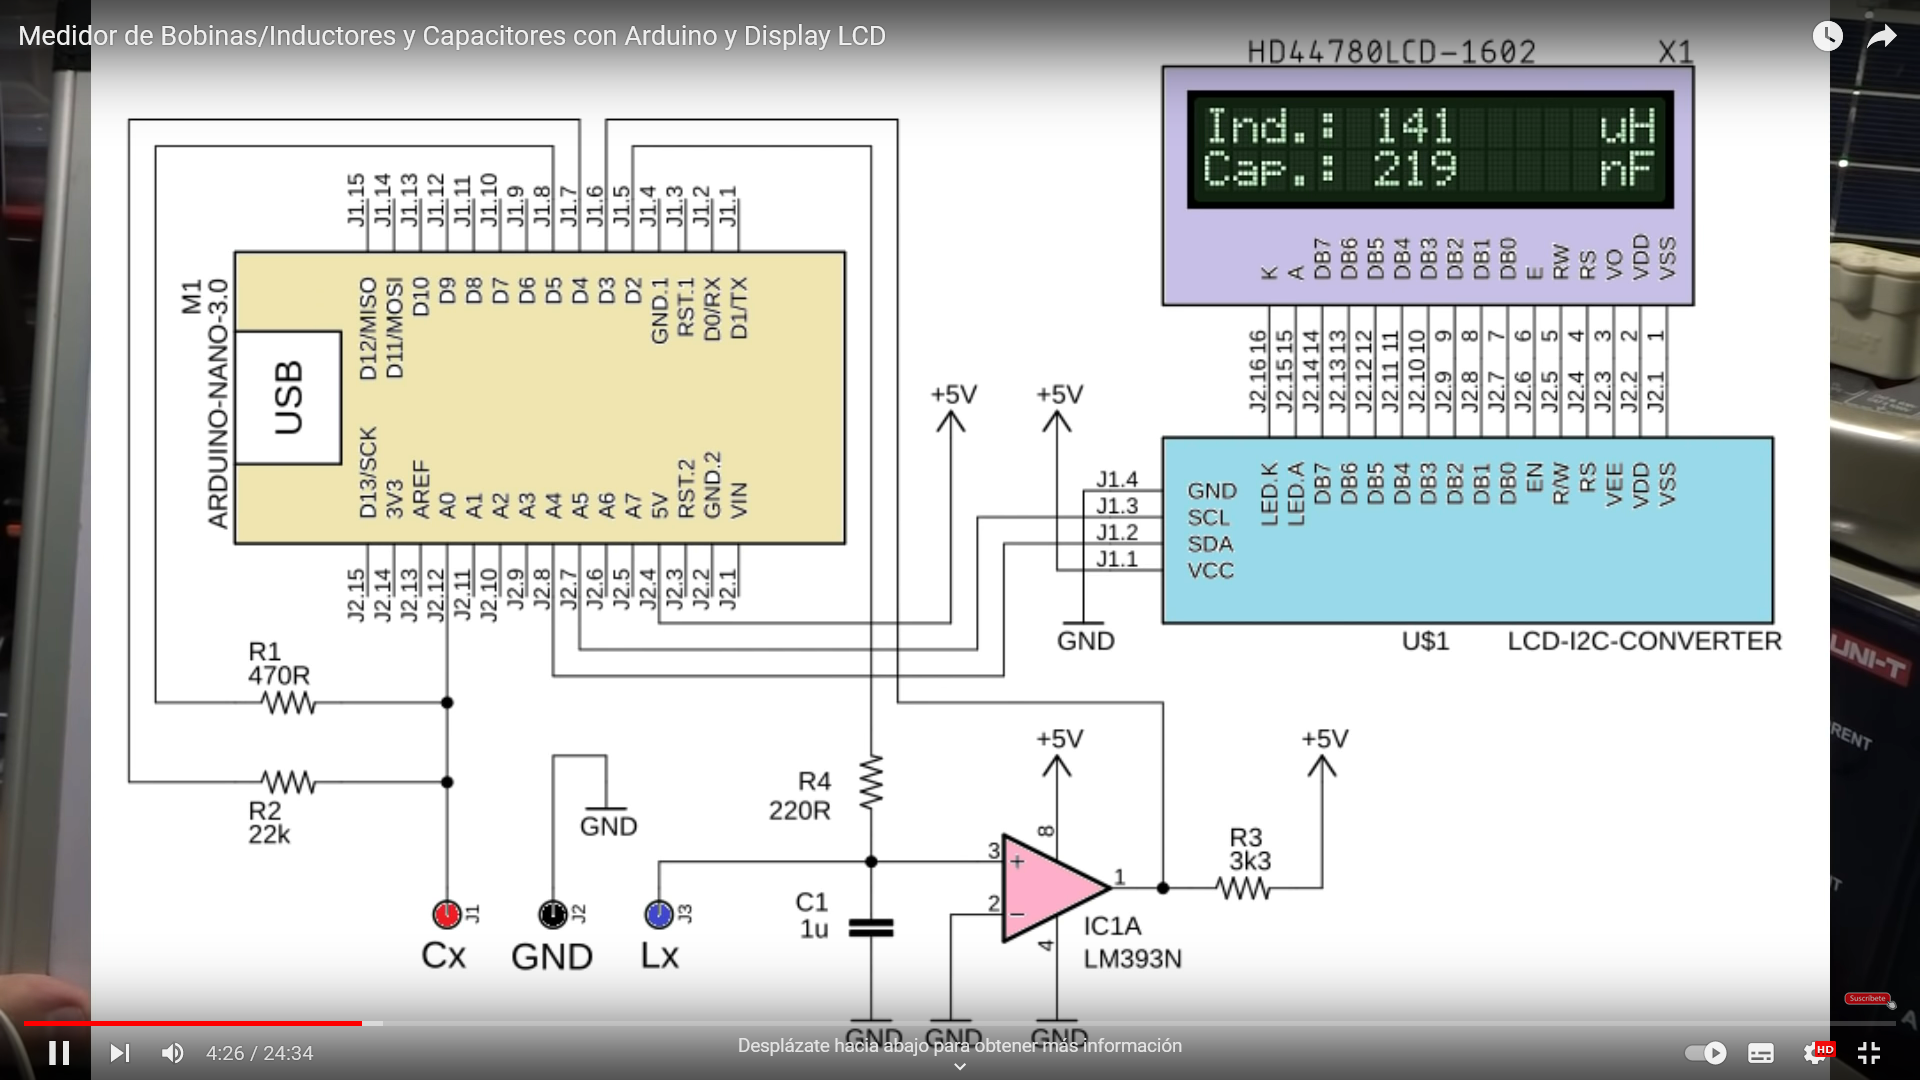 Medidor de Bobinas/Inductores y Capacitores con Arduino y Display LCD
HD44780LCD-1602 X1
Ind.: 141 uH
Cap.: 219 nF
K A DB7 DB6 DB5 DB4 DB3 DB2 DB1 DB0 E RW RS VO VDD VSS
16 15 14 13 12 11 10 9 8 7 6 5 4 3 2 1
J2.16 J2.15 J2.14 J2.13 J2.12 J2.11 J2.10 J2.9 J2.8 J2.7 J2.6 J2.5 J2.4 J2.3 J2.2 J2.1
J1.15 J1.14 J1.13 J1.12 J1.11 J1.10 J1.9 J1.8 J1.7 J1.6 J1.5 J1.4 J1.3 J1.2 J1.1
D12/MISO D11/MOSI D10 D9 D8 D7 D6 D5 D4 D3 D2 GND.1 RST.1 D0/RX D1/TX
M1
ARDUINO-NANO-3.0
USB
D13/SCK 3V3 AREF A0 A1 A2 A3 A4 A5 A6 A7 5V RST.2 GND.2 VIN
J2.15 J2.14 J2.13 J2.12 J2.11 J2.10 J2.9 J2.8 J2.7 J2.6 J2.5 J2.4 J2.3 J2.2 J2.1
+5V +5V
J1.4 GND
J1.3 SCL
J1.2 SDA
J1.1 VCC
LED.K LED.A DB7 DB6 DB5 DB4 DB3 DB2 DB1 DB0 EN R/W RS VEE VDD VSS
GND
U$1 LCD-I2C-CONVERTER
UNI-T
RENT
R1
470R
R2
22k
GND
R4
220R
+5V
+5V
8
3 +
2 −
1
4
R3
3k3
IC1A
LM393N
C1
1u
J1 J2 J3
Cx GND Lx
GND GND GND
Suscríbete
4:26 / 24:34
Desplázate hacia abajo para obtener más información
HD